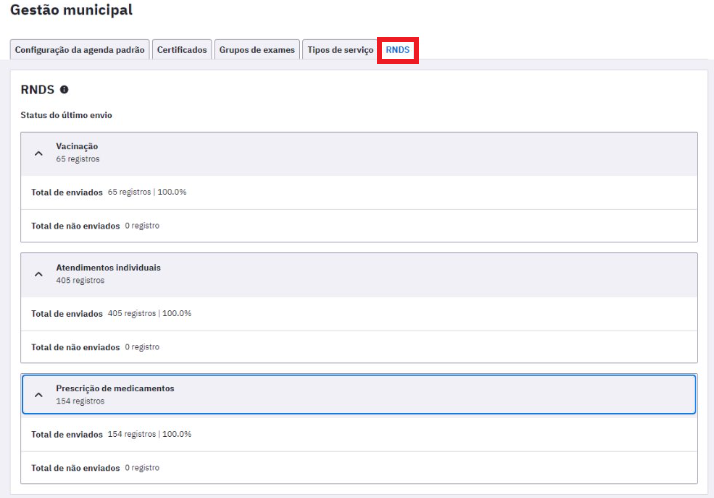 Gestão municipal
Configuração da agenda padrão Certificados Grupos de exames Tipos de serviço RNDS
RNDS
Status do último envio
Vacinação
65 registros
Total de enviados 65 registros | 100.0%
Total de não enviados 0 registro
Atendimentos individuais
405 registros
Total de enviados 405 registros | 100.0%
Total de não enviados 0 registro
Prescrição de medicamentos
154 registros
Total de enviados 154 registros | 100.0%
Total de não enviados 0 registro